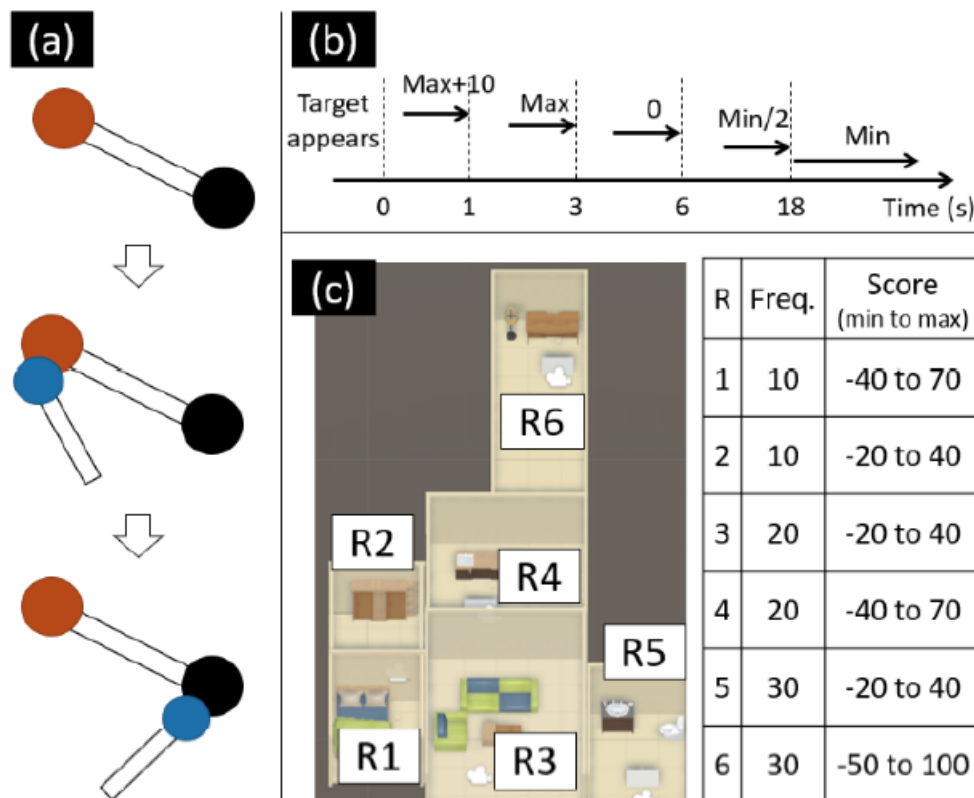 (a)
(b)
Target appears
Max+10
Max
0
Min/2
Min
0 1 3 6 18 Time (s)
(c)
R6
R2
R4
R5
R1
R3
R Freq. Score (min to max)
1 10 -40 to 70
2 10 -20 to 40
3 20 -20 to 40
4 20 -40 to 70
5 30 -20 to 40
6 30 -50 to 100